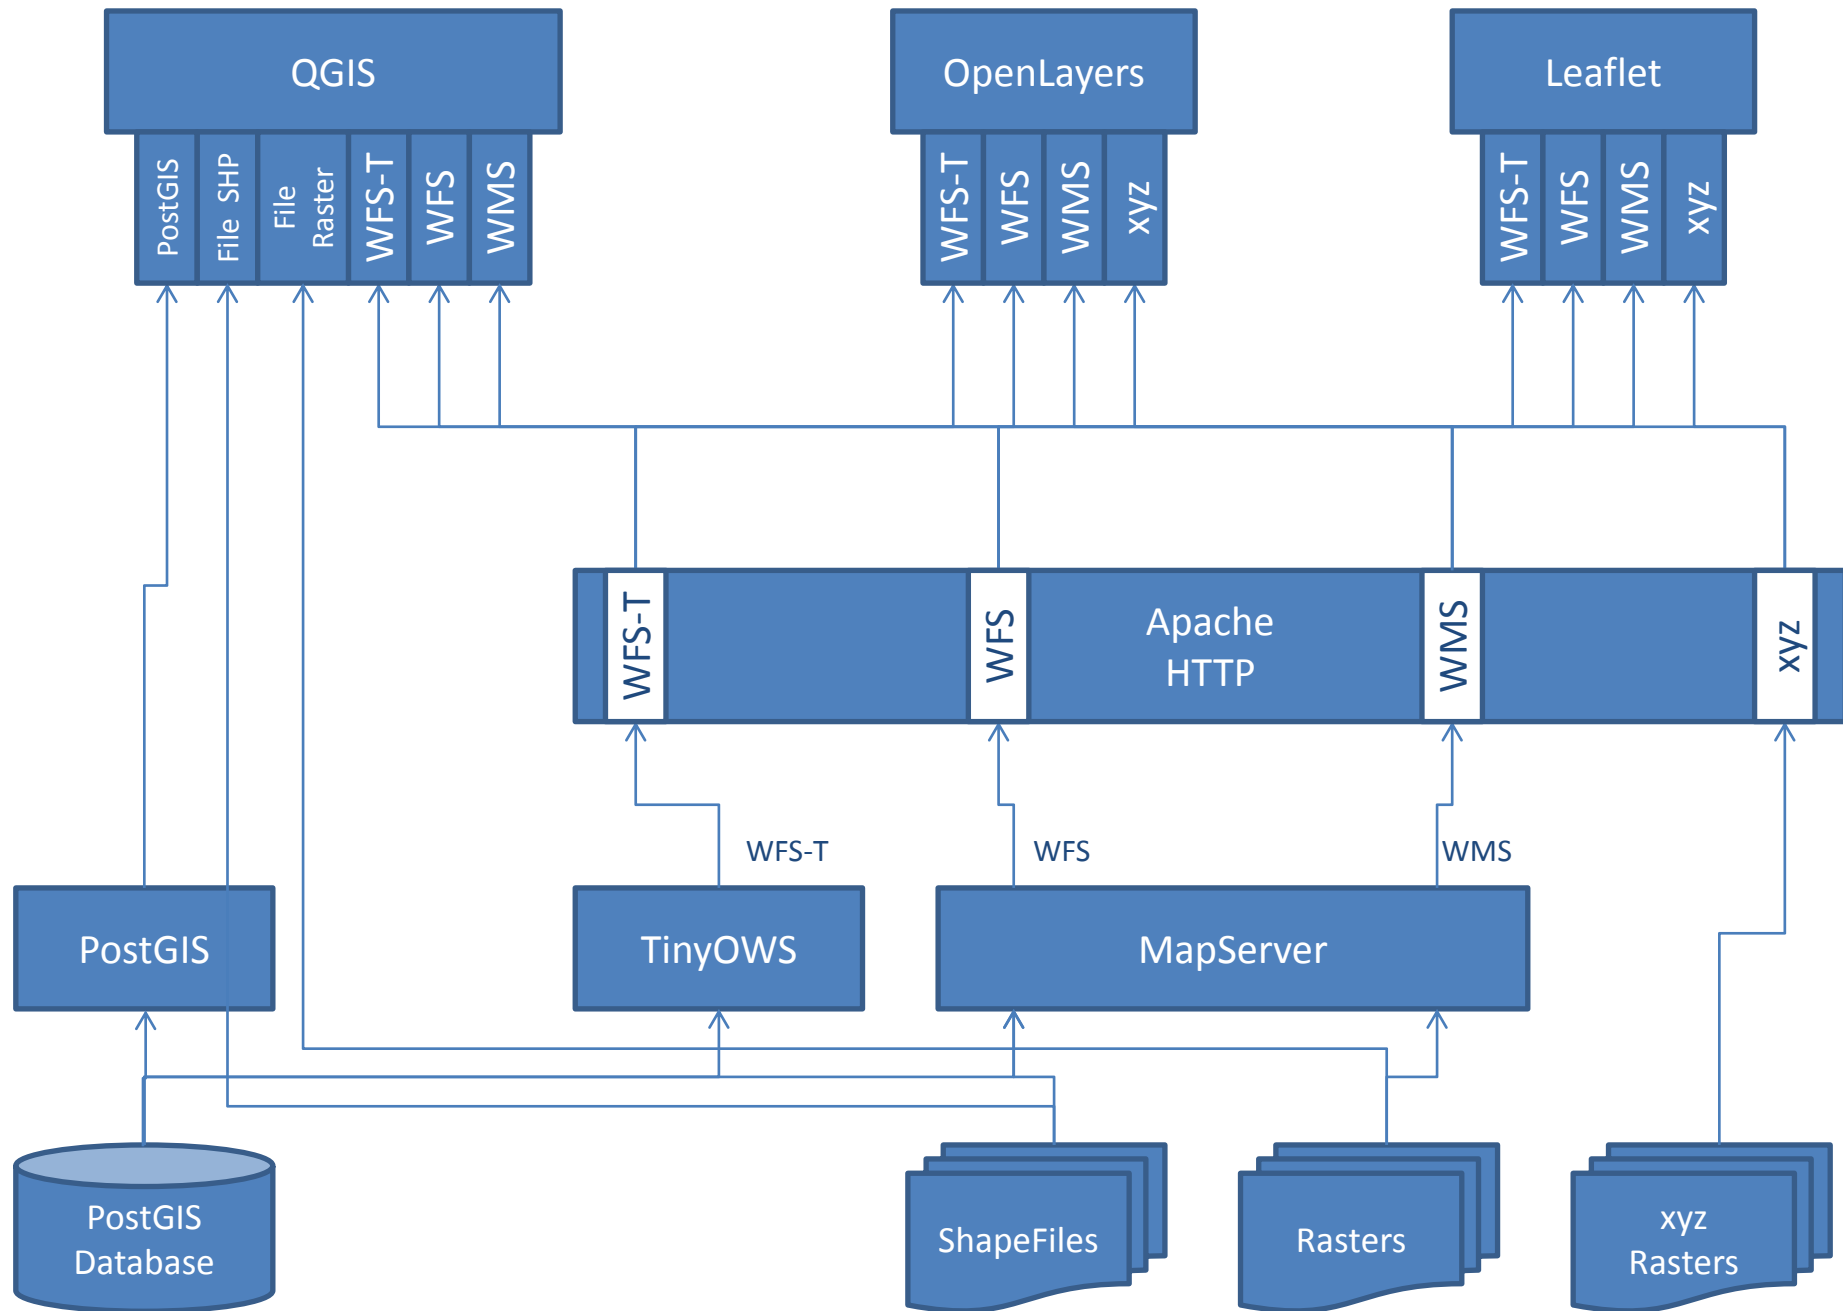 QGIS
OpenLayers
Leaflet
PostGIS
File SHP
File
Raster
WFS-T
WFS
WMS
WFS-T
WFS
WMS
xyz
WFS-T
WFS
WMS
xyz
WFS-T
WFS
Apache
HTTP
WMS
xyz
WFS-T
WFS
WMS
PostGIS
TinyOWS
MapServer
PostGIS
Database
ShapeFiles
Rasters
xyz
Rasters